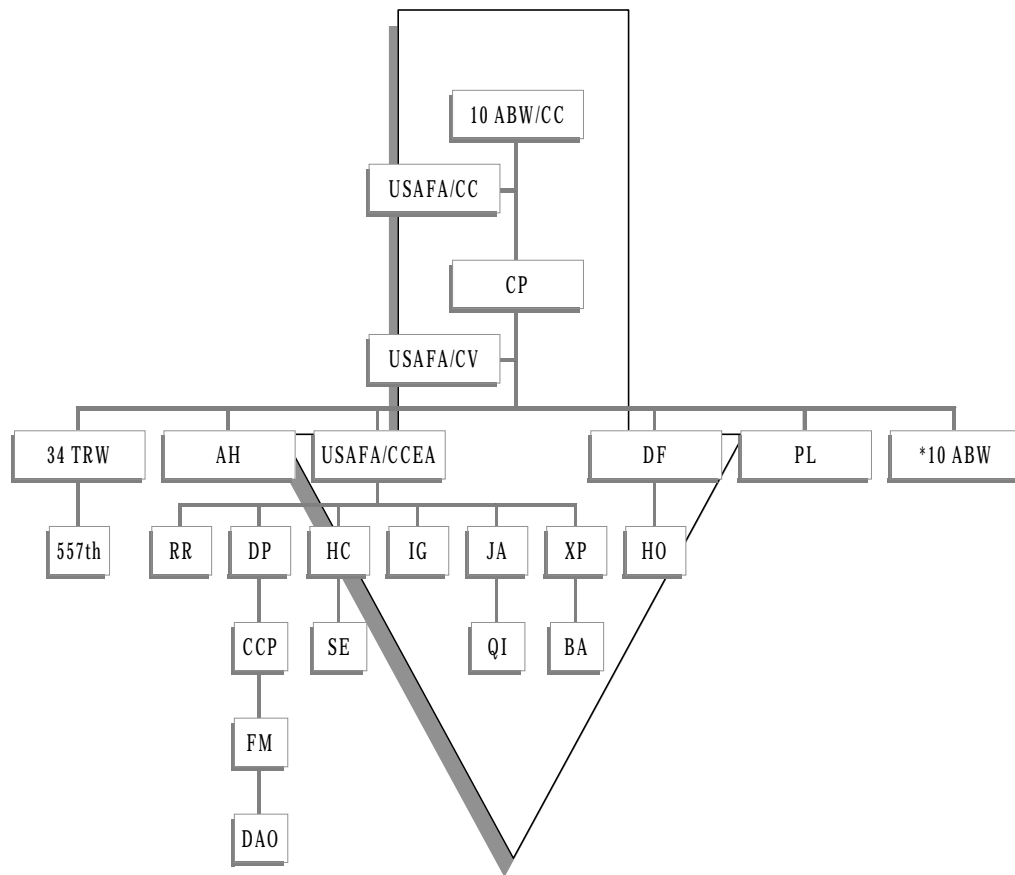 10 ABW/CC
USAFA/CC
CP
USAFA/CV
34 TRW
AH
USAFA/CCEA
DF
PL
*10 ABW
557th
RR
DP
HC
IG
JA
XP
HO
CCP
SE
QI
BA
FM
DAO